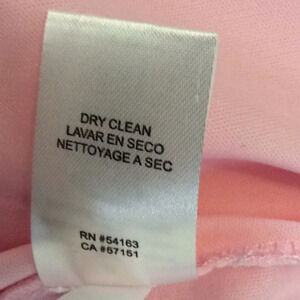 DRY CLEAN
LAVAR EN SECO
NETTOYAGE A SEC
RN #54163
CA #57151